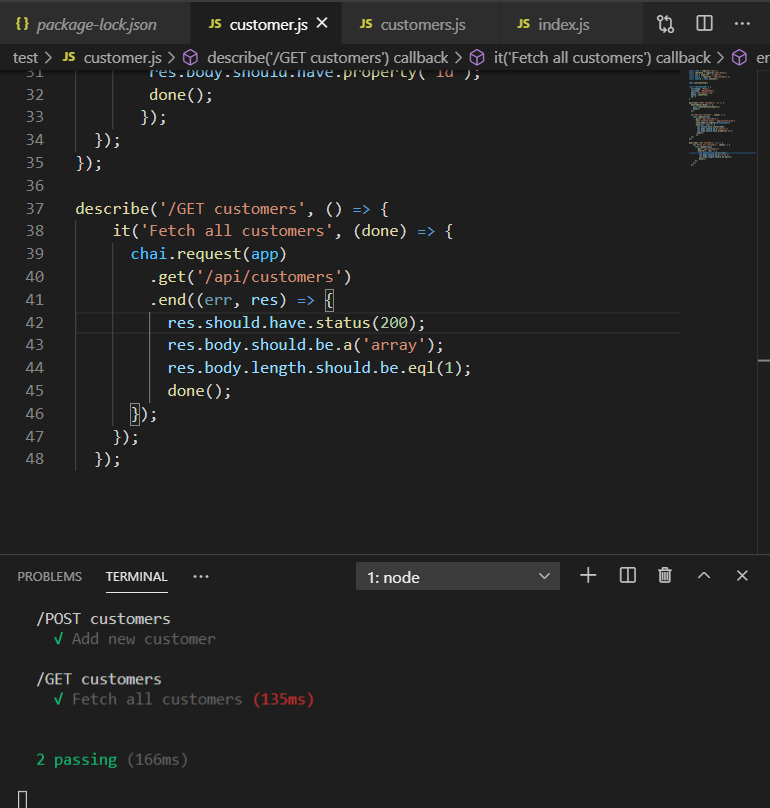 {} package-lock.json JS customer.js JS customers.js JS index.js
test > JS customer.js > describe('/GET customers') callback > it('Fetch all customers') callback > er
31 res.body.should.have.property('id');
32 done();
33 });
34 });
35 });
36
37 describe('/GET customers', () => {
38 it('Fetch all customers', (done) => {
39 chai.request(app)
40 .get('/api/customers')
41 .end((err, res) => {
42 res.should.have.status(200);
43 res.body.should.be.a('array');
44 res.body.length.should.be.eql(1);
45 done();
46 });
47 });
48 });
PROBLEMS TERMINAL ··· 1: node
/POST customers
√ Add new customer
/GET customers
√ Fetch all customers (135ms)
2 passing (166ms)